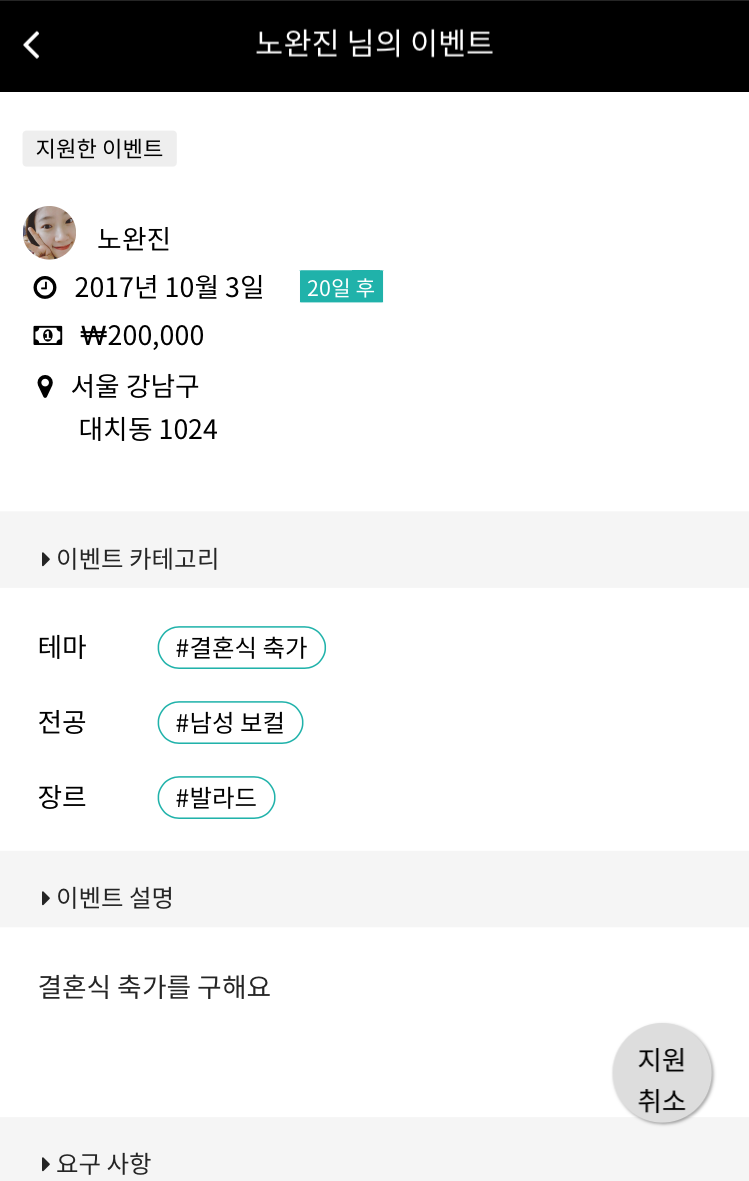 노완진 님의 이벤트
지원한 이벤트
노완진
2017년 10월 3일 20일 후
₩200,000
서울 강남구
대치동 1024
이벤트 카테고리
테마 #결혼식 축가
전공 #남성 보컬
장르 #발라드
이벤트 설명
결혼식 축가를 구해요
지원
취소
요구 사항